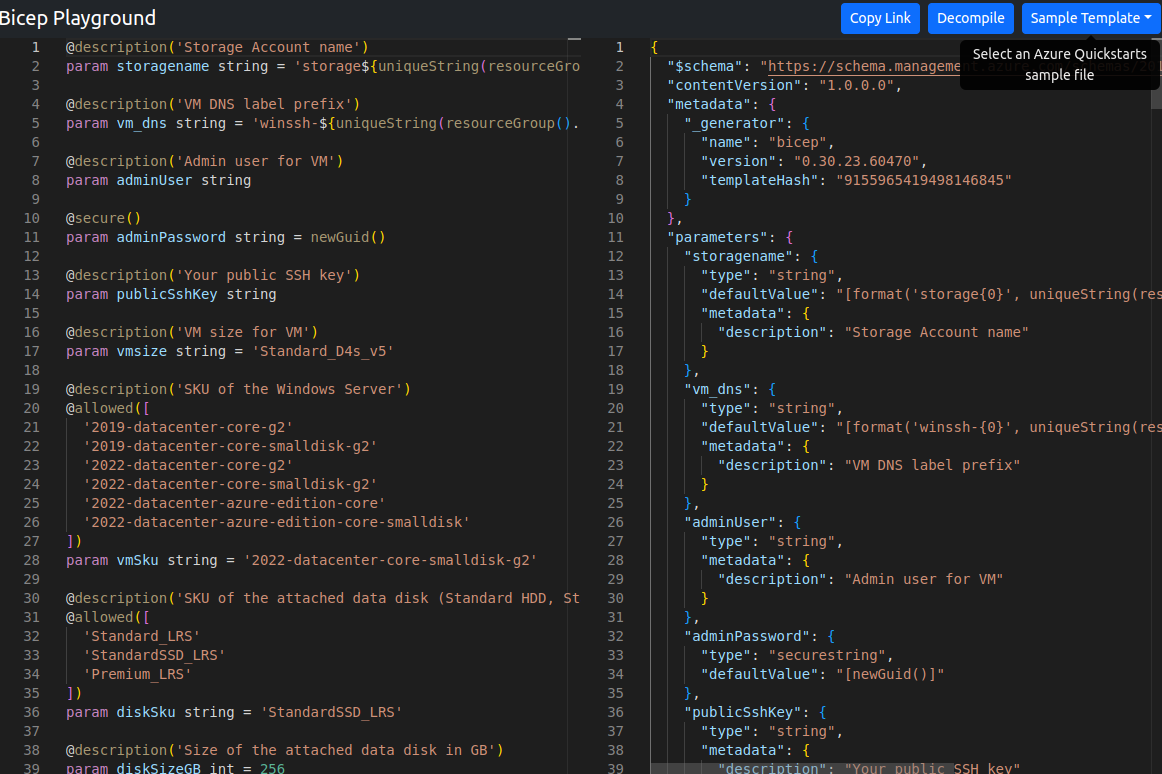 Bicep Playground
Copy Link
Decompile
Sample Template
Select an Azure Quickstarts
sample file
1 @description('Storage Account name')
2 param storagename string = 'storage${uniqueString(resourceGro
3
4 @description('VM DNS label prefix')
5 param vm_dns string = 'winssh-${uniqueString(resourceGroup().
6
7 @description('Admin user for VM')
8 param adminUser string
9
10 @secure()
11 param adminPassword string = newGuid()
12
13 @description('Your public SSH key')
14 param publicSshKey string
15
16 @description('VM size for VM')
17 param vmsize string = 'Standard_D4s_v5'
18
19 @description('SKU of the Windows Server')
20 @allowed([
21   '2019-datacenter-core-g2'
22   '2019-datacenter-core-smalldisk-g2'
23   '2022-datacenter-core-g2'
24   '2022-datacenter-core-smalldisk-g2'
25   '2022-datacenter-azure-edition-core'
26   '2022-datacenter-azure-edition-core-smalldisk'
27 ])
28 param vmSku string = '2022-datacenter-core-smalldisk-g2'
29
30 @description('SKU of the attached data disk (Standard HDD, St
31 @allowed([
32   'Standard_LRS'
33   'StandardSSD_LRS'
34   'Premium_LRS'
35 ])
36 param diskSku string = 'StandardSSD_LRS'
37
38 @description('Size of the attached data disk in GB')
39 param diskSizeGB int = 256
1 {
2   "$schema": "https://schema.management
3   "contentVersion": "1.0.0.0",
4   "metadata": {
5     "_generator": {
6       "name": "bicep",
7       "version": "0.30.23.60470",
8       "templateHash": "9155965419498146845"
9     }
10   },
11   "parameters": {
12     "storagename": {
13       "type": "string",
14       "defaultValue": "[format('storage{0}', uniqueString(res
15       "metadata": {
16         "description": "Storage Account name"
17       }
18     },
19     "vm_dns": {
20       "type": "string",
21       "defaultValue": "[format('winssh-{0}', uniqueString(res
22       "metadata": {
23         "description": "VM DNS label prefix"
24       }
25     },
26     "adminUser": {
27       "type": "string",
28       "metadata": {
29         "description": "Admin user for VM"
30       }
31     },
32     "adminPassword": {
33       "type": "securestring",
34       "defaultValue": "[newGuid()]"
35     },
36     "publicSshKey": {
37       "type": "string",
38       "metadata": {
39         "description": "Your public SSH key"